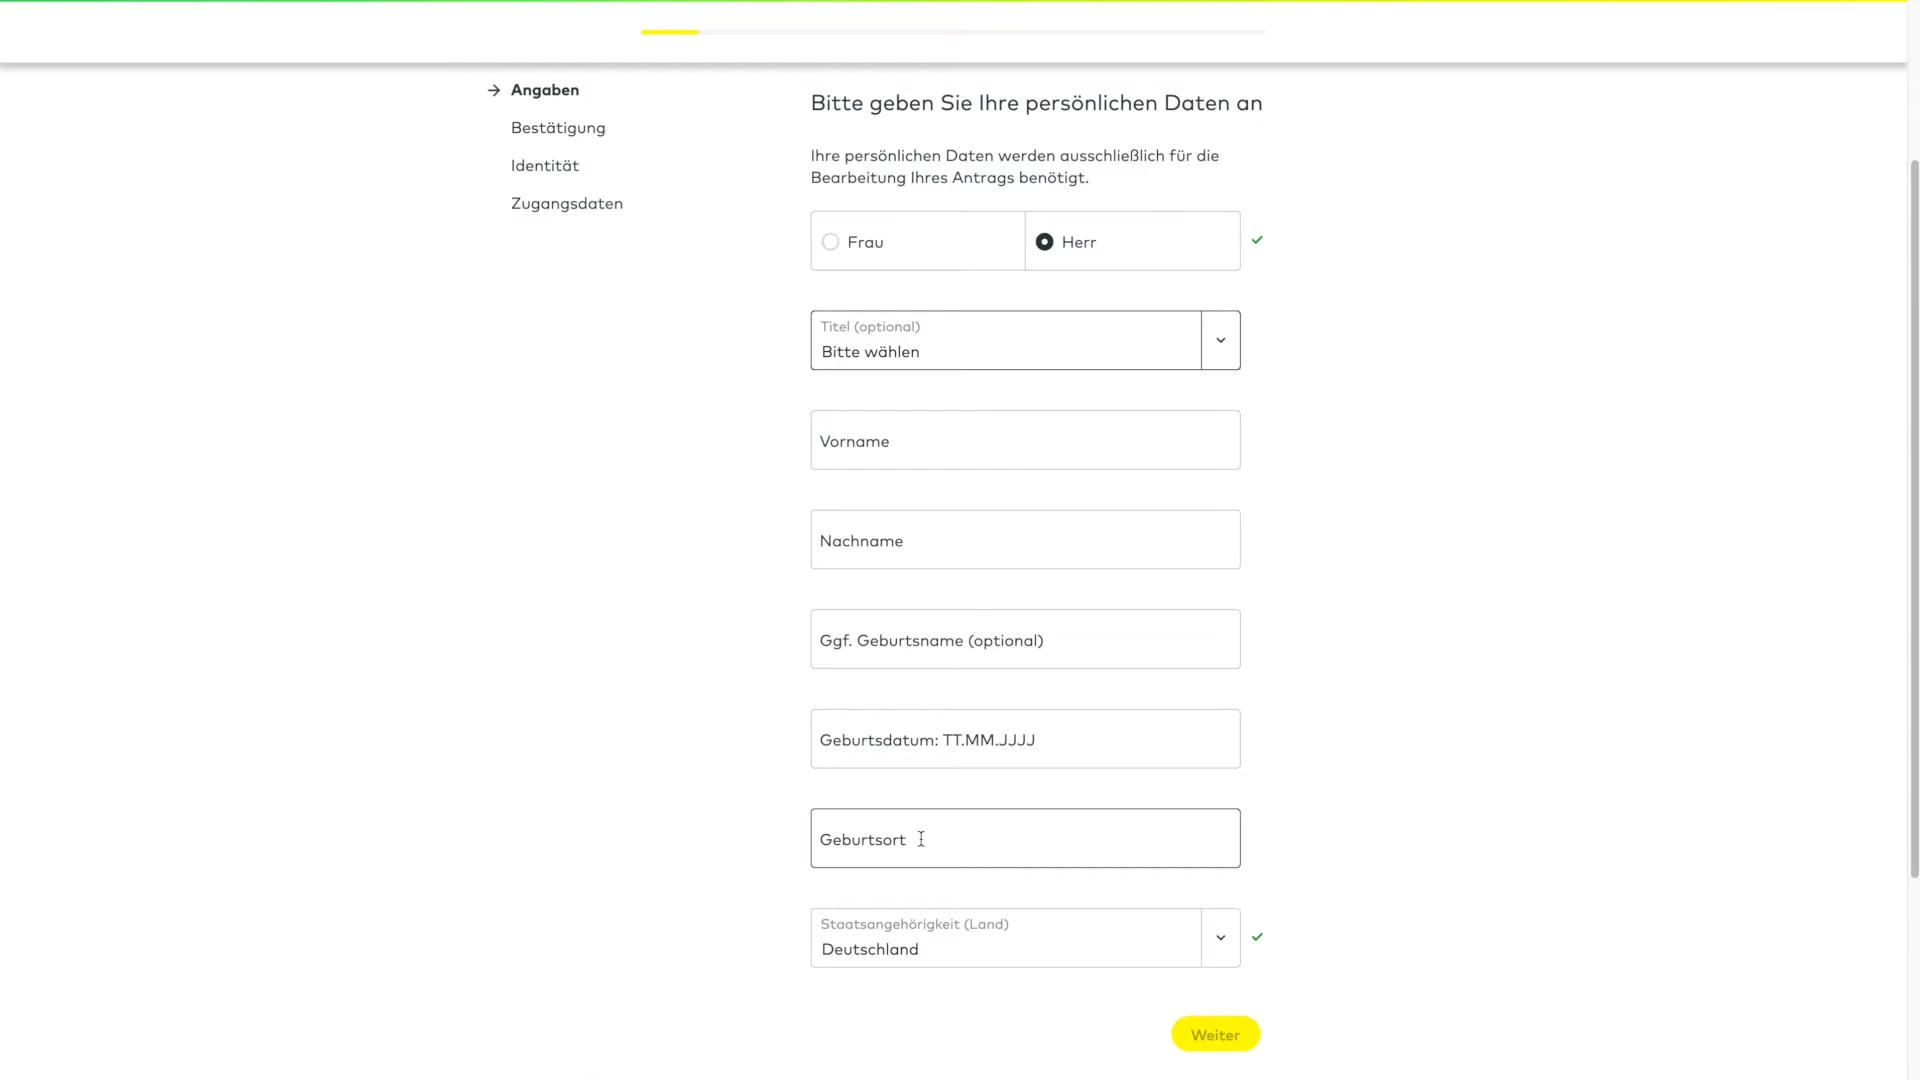 Angaben
Bestätigung
Identität
Zugangsdaten
Bitte geben Sie Ihre persönlichen Daten an
Ihre persönlichen Daten werden ausschließlich für die
Bearbeitung Ihres Antrags benötigt.
Frau
Herr
Titel (optional)
Bitte wählen
Vorname
Nachname
Ggf. Geburtsname (optional)
Geburtsdatum: TT.MM.JJJJ
Geburtsort
Staatsangehörigkeit (Land)
Deutschland
Weiter